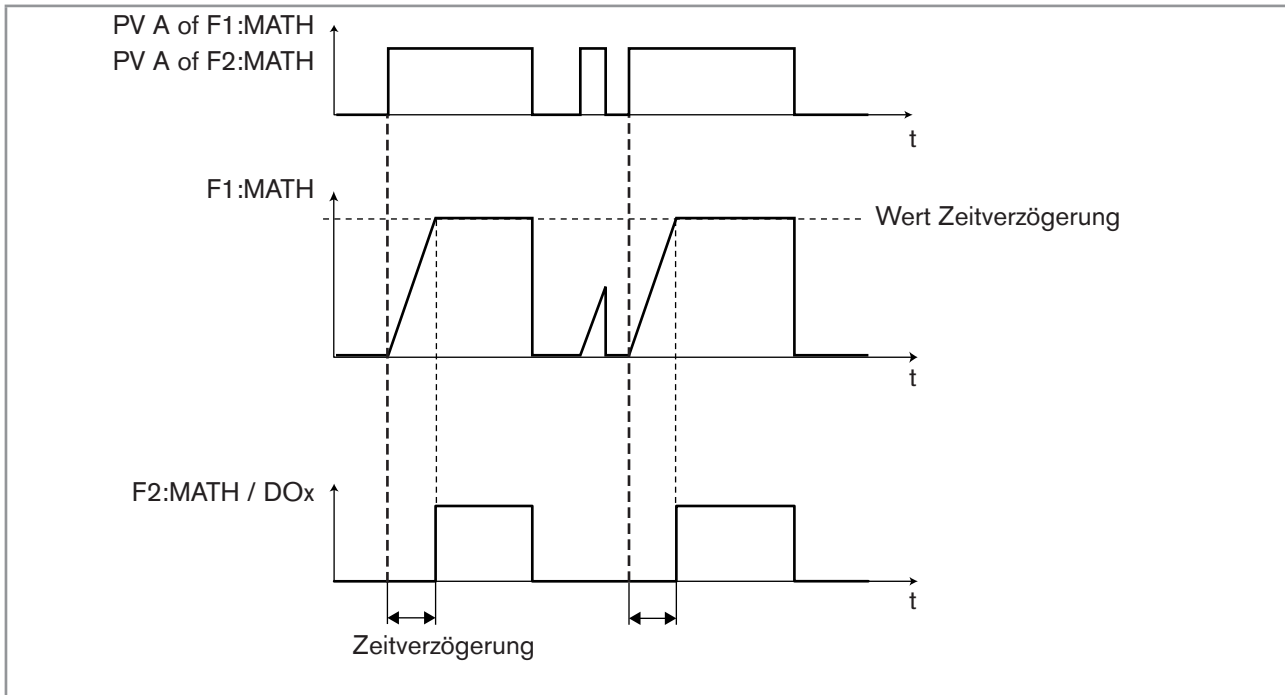 PV A of F1:MATH
PV A of F2:MATH
t
F1:MATH
Wert Zeitverzögerung
t
F2:MATH / DOx
t
Zeitverzögerung